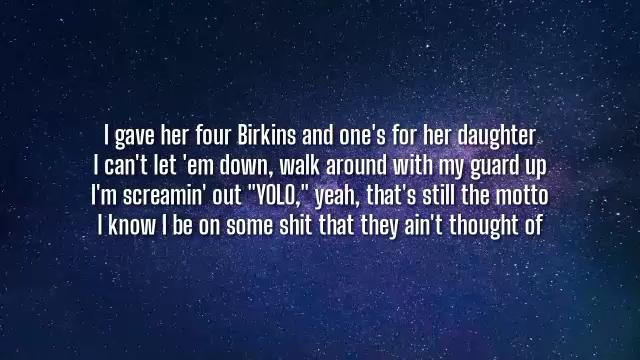 I gave her four Birkins and one's for her daughter
I can't let 'em down, walk around with my guard up
I'm screamin' out "YOLO," yeah, that's still the motto
I know I be on some shit that they ain't thought of